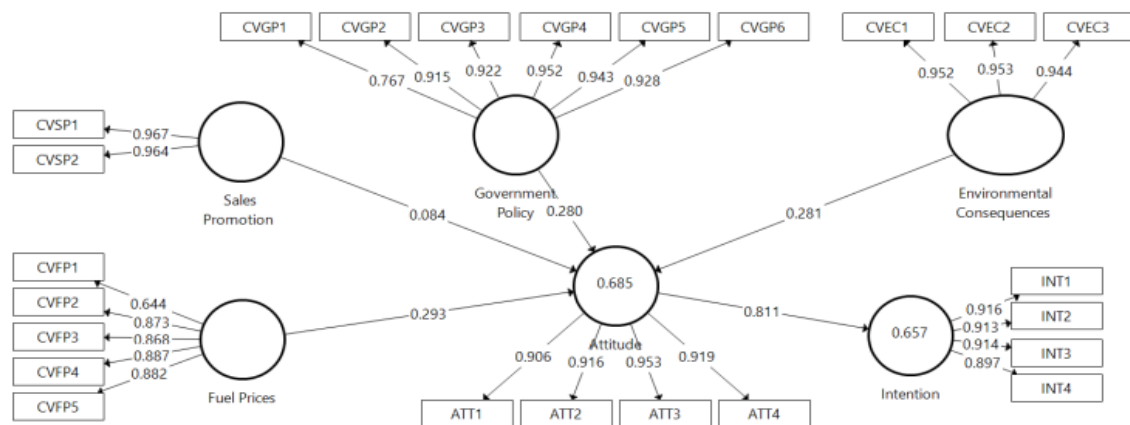 CVGP1 CVGP2 CVGP3 CVGP4 CVGP5 CVGP6 CVEC1 CVEC2 CVEC3
0.767 0.915 0.922 0.952 0.943 0.928 0.952 0.953 0.944
CVSP1 0.967
CVSP2 0.964
Sales
Promotion
Government
Policy
Environmental
Consequences
0.084 0.280 0.281
CVFP1 0.644
CVFP2 0.873
CVFP3 0.868
CVFP4 0.887
CVFP5 0.882
Fuel Prices
0.293
0.685
Attitude
0.811
0.657
Intention
0.916 INT1
0.913 INT2
0.914 INT3
0.897 INT4
0.906 0.916 0.953 0.919
ATT1 ATT2 ATT3 ATT4